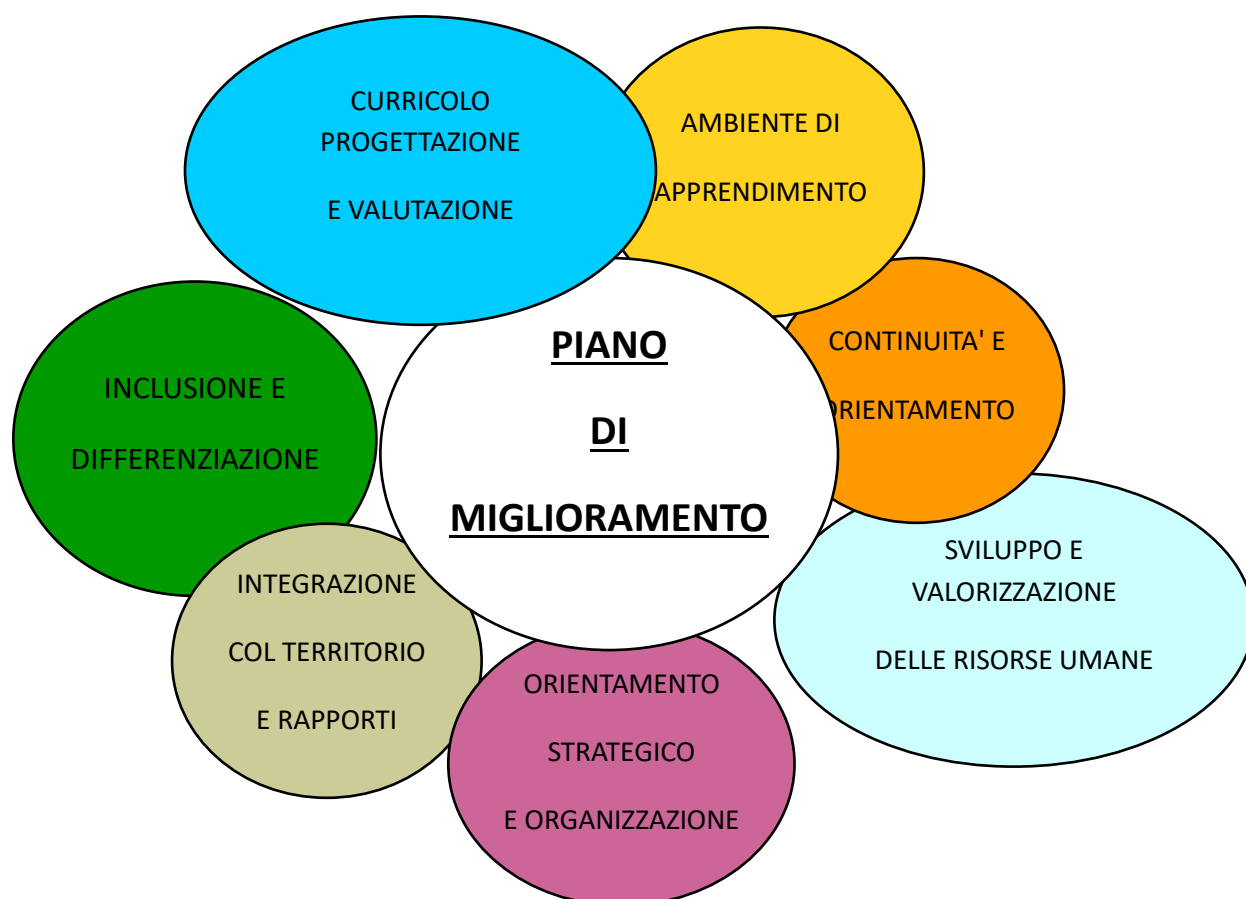 CURRICOLO
PROGETTAZIONE
E VALUTAZIONE
AMBIENTE DI
APPRENDIMENTO
CONTINUITA' E
ORIENTAMENTO
SVILUPPO E
VALORIZZAZIONE
DELLE RISORSE UMANE
ORIENTAMENTO
STRATEGICO
E ORGANIZZAZIONE
INTEGRAZIONE
COL TERRITORIO
E RAPPORTI
INCLUSIONE E
DIFFERENZIAZIONE
PIANO
DI
MIGLIORAMENTO